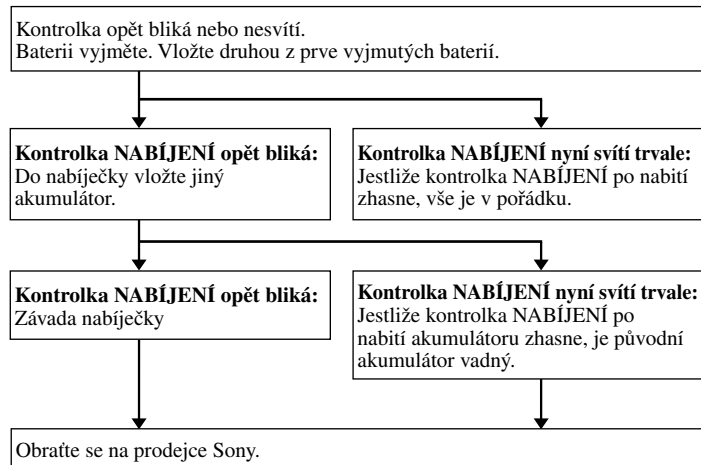 Kontrolka opět bliká nebo nesvítí.
Baterii vyjměte. Vložte druhou z prve vyjmutých baterií.
Kontrolka NABÍJENÍ opět bliká:
Do nabíječky vložte jiný
akumulátor.
Kontrolka NABÍJENÍ nyní svítí trvale:
Jestliže kontrolka NABÍJENÍ po nabití
zhasne, vše je v pořádku.
Kontrolka NABÍJENÍ opět bliká:
Závada nabíječky
Kontrolka NABÍJENÍ nyní svítí trvale:
Jestliže kontrolka NABÍJENÍ po
nabití akumulátoru zhasne, je původní
akumulátor vadný.
Obraťte se na prodejce Sony.